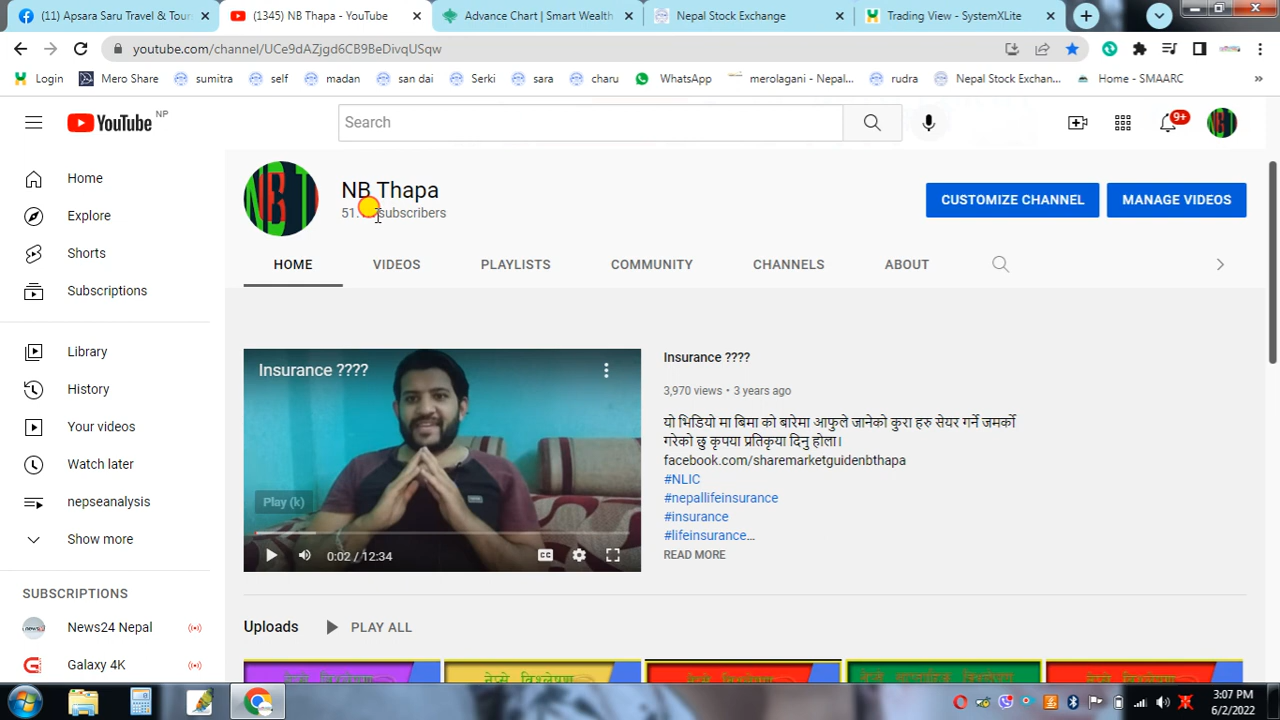 (11) Apsara Saru Travel & Tour
(1345) NB Thapa - YouTube
Advance Chart | Smart Wealth
Nepal Stock Exchange
Trading View - SystemXLite
youtube.com/channel/UCe9dAZjgd6CB9BeDivqUSqw
Login
Mero Share
sumitra
self
madan
san dai
Serki
sara
charu
WhatsApp
merolagani - Nepal...
rudra
Nepal Stock Exchan...
Home - SMAARC
»
YouTube NP
Search
9+
Home
Explore
Shorts
Subscriptions
Library
History
Your videos
Watch later
nepseanalysis
Show more
SUBSCRIPTIONS
News24 Nepal
Galaxy 4K
NBT
NB Thapa
subscribers
CUSTOMIZE CHANNEL
MANAGE VIDEOS
HOME
VIDEOS
PLAYLISTS
COMMUNITY
CHANNELS
ABOUT
Insurance ????
Play (k)
0:02 / 12:34
CC
Insurance ????
3,970 views • 3 years ago
यो भिडियो मा बिमा को बारेमा आफुले जानेको कुरा हरु सेयर गर्ने जमर्को
गरेको छु कृपया प्रतिकृया दिनु होला।
facebook.com/sharemarketguidenbthapa
#NLIC
#nepallifeinsurance
#insurance
#lifeinsurance...
READ MORE
Uploads
PLAY ALL
3:07 PM
6/2/2022